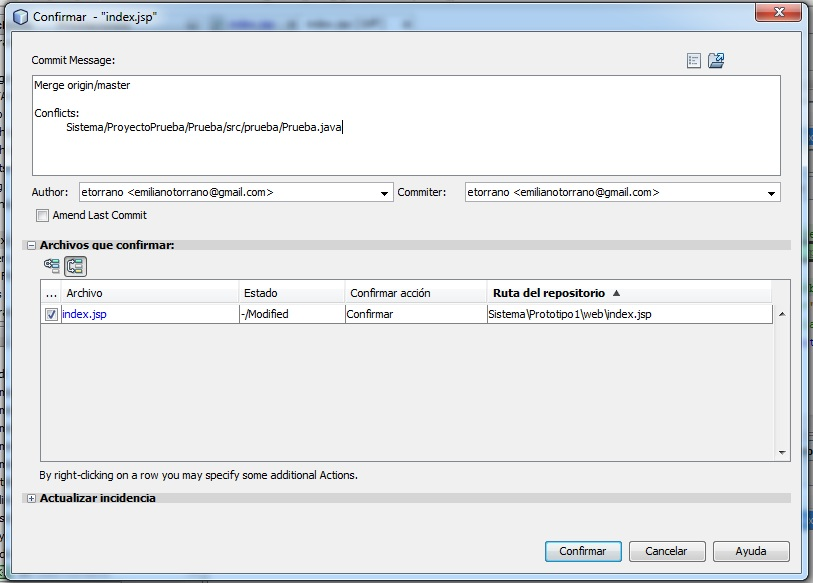 Confirmar - "index.jsp"
Commit Message:
Merge origin/master
Conflicts:
Sistema/ProyectoPrueba/Prueba/src/prueba/Prueba.java
Author: etorrano <emilianotorrano@gmail.com> Commiter: etorrano <emilianotorrano@gmail.com>
Amend Last Commit
Archivos que confirmar:
... Archivo Estado Confirmar acción Ruta del repositorio ▲
index.jsp -/Modified Confirmar Sistema\Prototipo1\web\index.jsp
By right-clicking on a row you may specify some additional Actions.
Actualizar incidencia
Confirmar Cancelar Ayuda